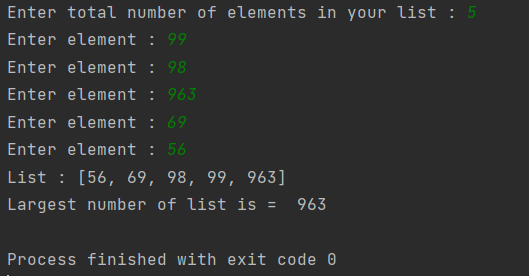 Enter total number of elements in your list : 5
Enter element : 99
Enter element : 98
Enter element : 963
Enter element : 69
Enter element : 56
List : [56, 69, 98, 99, 963]
Largest number of list is =  963
Process finished with exit code 0